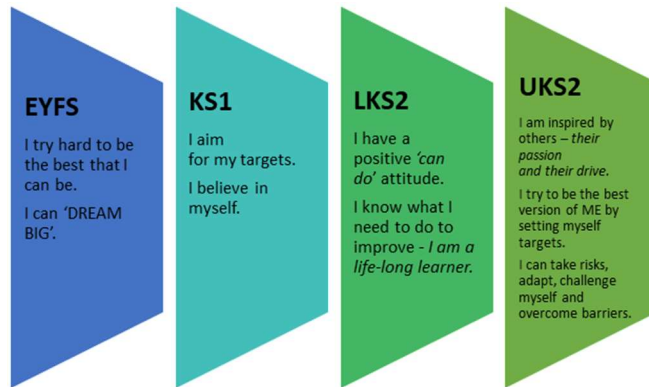 EYFS
I try hard to be
the best that I
can be.
I can ‘DREAM
BIG’.
KS1
I aim
for my targets.
I believe in
myself.
LKS2
I have a
positive ‘can
do’ attitude.
I know what I
need to do to
improve - I am a
life-long learner.
UKS2
I am inspired by
others – their
passion
and their drive.
I try to be the best
version of ME by
setting myself
targets.
I can take risks,
adapt, challenge
myself and
overcome barriers.